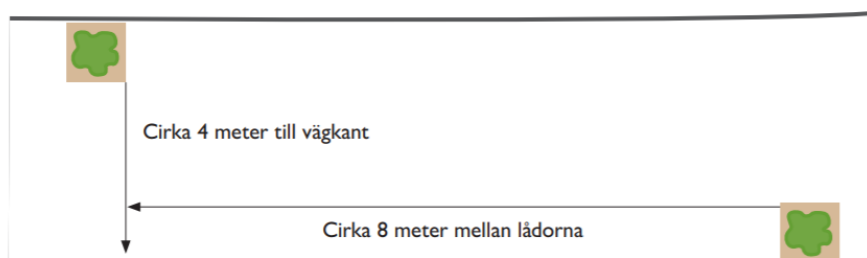 Cirka 4 meter till vägkant
Cirka 8 meter mellan lådorna